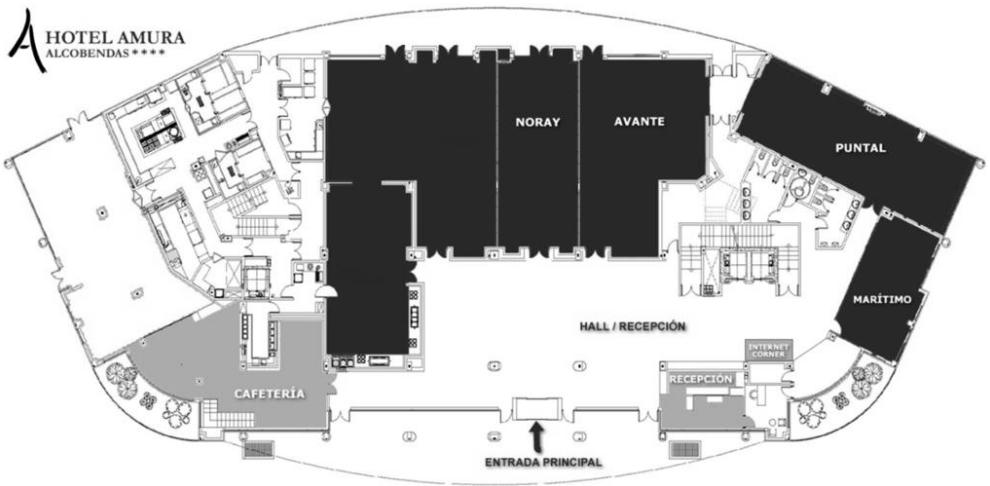 HOTEL AMURA
ALCOBENDAS ****
NORAY
AVANTE
PUNTAL
MARÍTIMO
HALL / RECEPCIÓN
INTERNET
CORNER
RECEPCIÓN
CAFETERÍA
ENTRADA PRINCIPAL